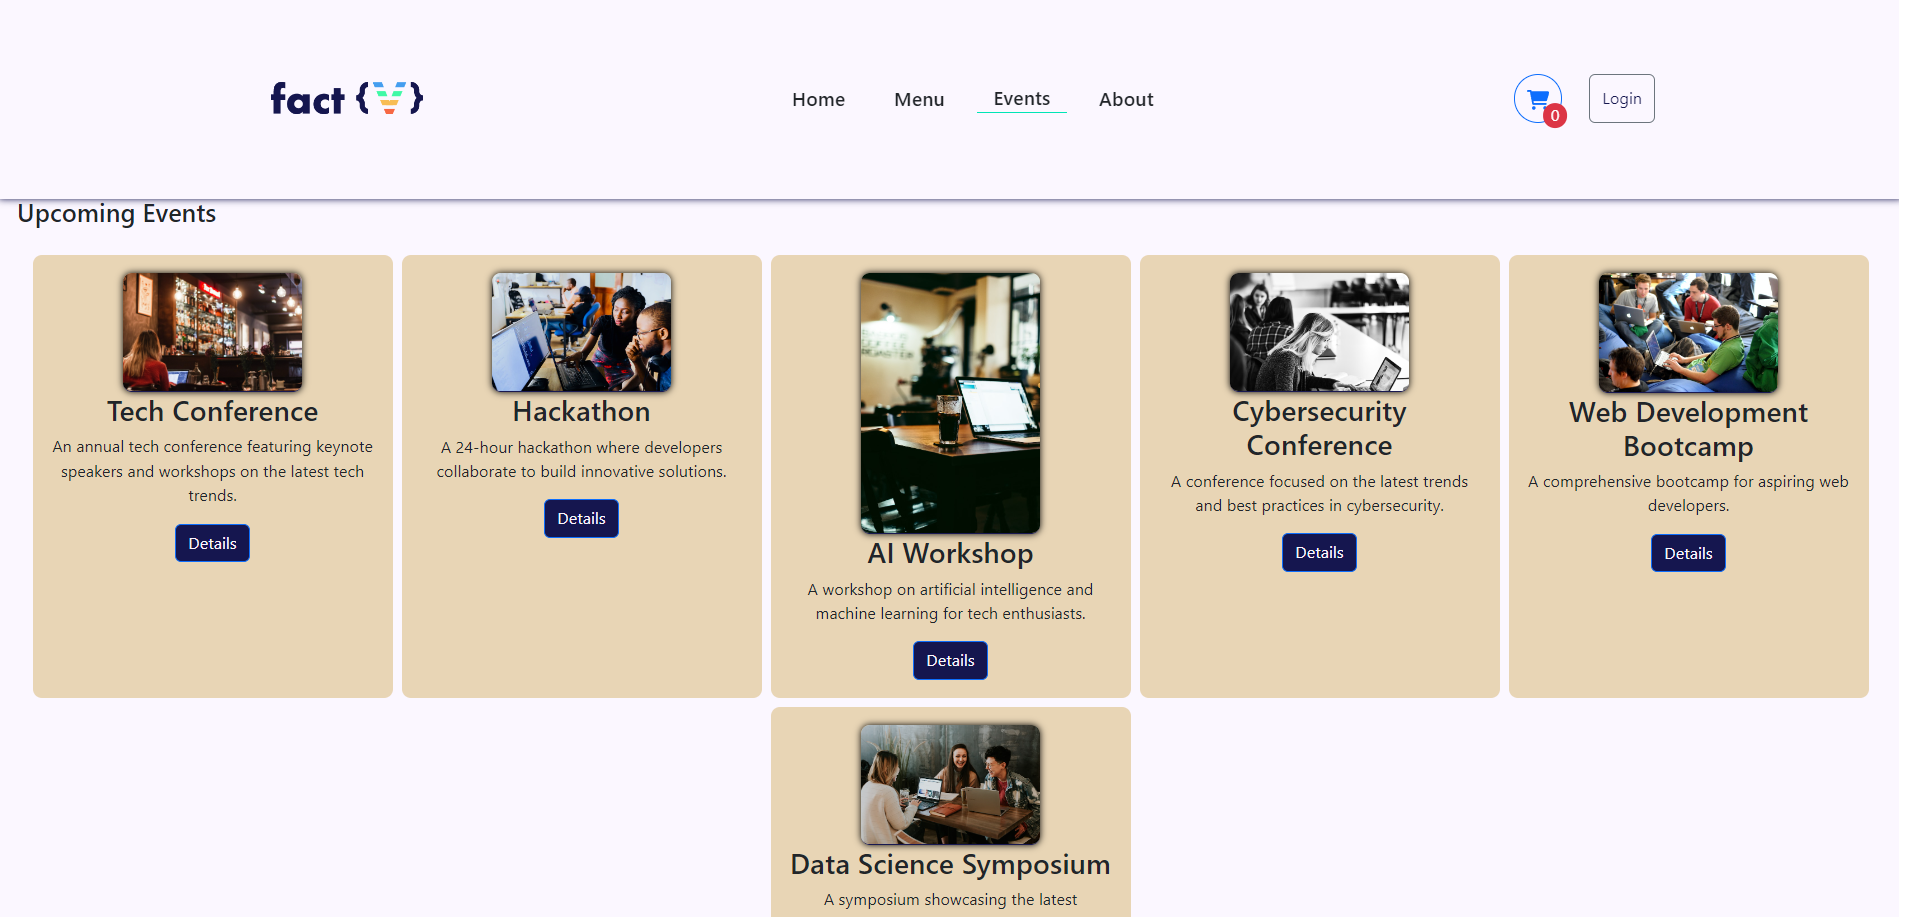 fact { }
Home
Menu
Events
About
0
Login
Upcoming Events
Tech Conference
An annual tech conference featuring keynote
speakers and workshops on the latest tech
trends.
Details
Hackathon
A 24-hour hackathon where developers
collaborate to build innovative solutions.
Details
AI Workshop
A workshop on artificial intelligence and
machine learning for tech enthusiasts.
Details
Cybersecurity
Conference
A conference focused on the latest trends
and best practices in cybersecurity.
Details
Web Development
Bootcamp
A comprehensive bootcamp for aspiring web
developers.
Details
Data Science Symposium
A symposium showcasing the latest